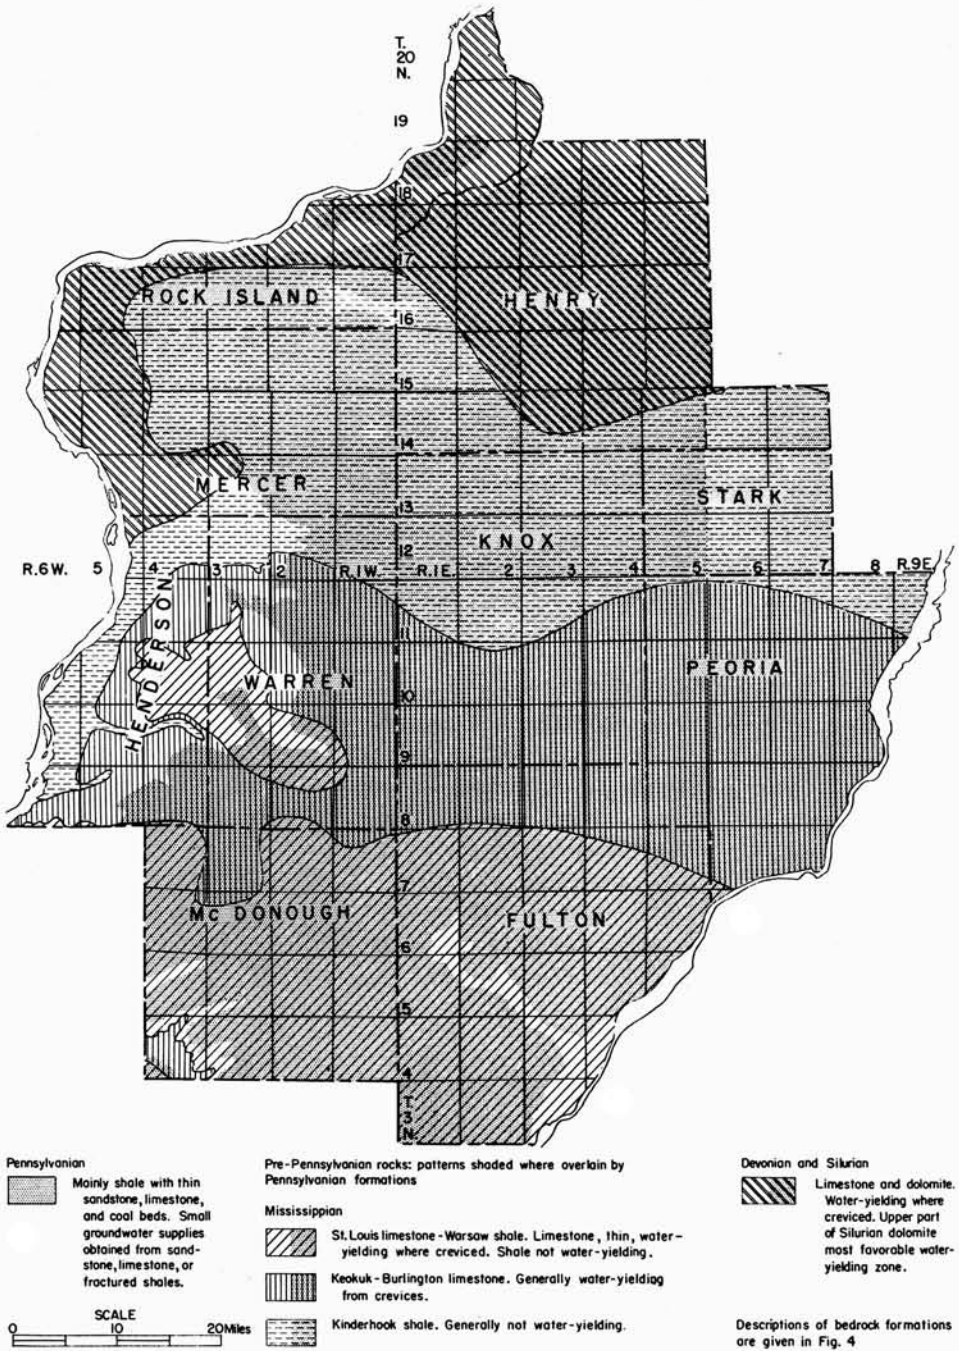 T.
20
N.
19
18
17
ROCK ISLAND
HENRY
16
15
14
MERCER
STARK
13
KNOX
12
R.6W. 5 4 3 2 R.1W. R.1E. 2 3 4 5 6 7 8 R.9E.
HENDERSON
11
WARREN
PEORIA
10
9
8
7
Mc DONOUGH
FULTON
6
5
4
T.
3
N.
Pennsylvanian
Mainly shale with thin
sandstone, limestone,
and coal beds. Small
groundwater supplies
obtained from sand-
stone, limestone, or
fractured shales.
SCALE
0 10 20 Miles
Pre-Pennsylvanian rocks: patterns shaded where overlain by
Pennsylvanian formations
Mississippian
St. Louis limestone-Warsaw shale. Limestone, thin, water-
yielding where creviced. Shale not water-yielding.
Keokuk-Burlington limestone. Generally water-yielding
from crevices.
Kinderhook shale. Generally not water-yielding.
Devonian and Silurian
Limestone and dolomite.
Water-yielding where
creviced. Upper part
of Silurian dolomite
most favorable water-
yielding zone.
Descriptions of bedrock formations
are given in Fig. 4